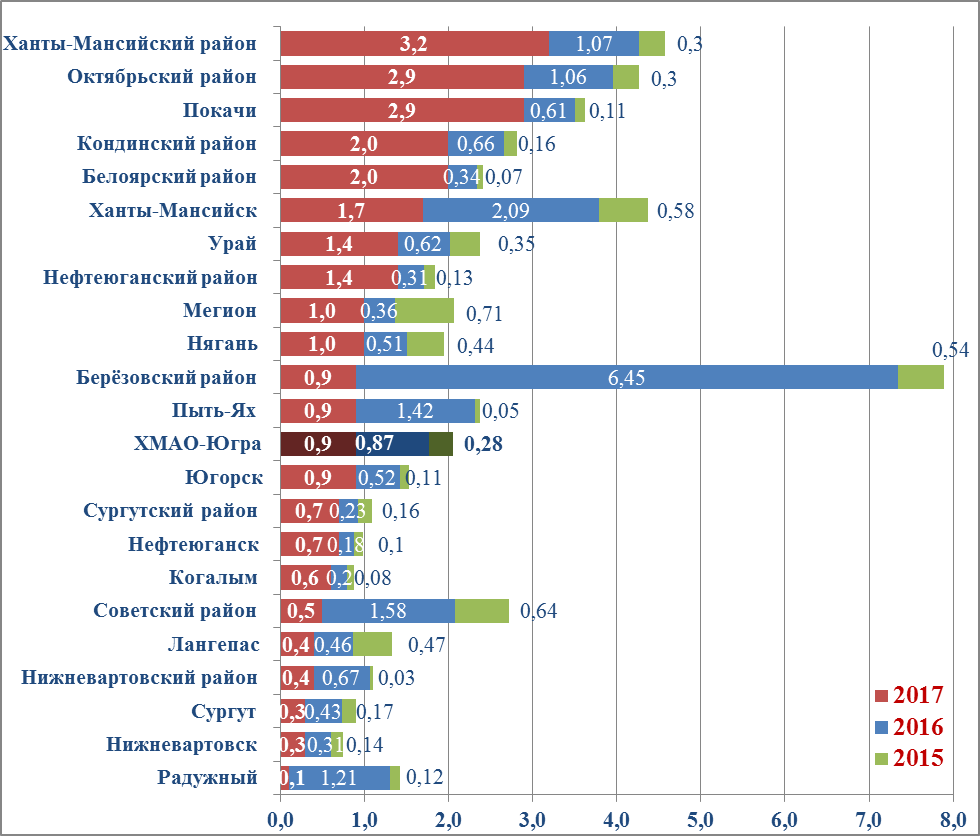 Ханты-Мансийский район 3,2 1,07 0,3
Октябрьский район 2,9 1,06 0,3
Покачи 2,9 0,61 0,11
Кондинский район 2,0 0,66 0,16
Белоярский район 2,0 0,34 0,07
Ханты-Мансийск 1,7 2,09 0,58
Урай 1,4 0,62 0,35
Нефтеюганский район 1,4 0,31 0,13
Мегион 1,0 0,36 0,71
Нягань 1,0 0,51 0,44
Берёзовский район 0,9 6,45 0,54
Пыть-Ях 0,9 1,42 0,05
ХМАО-Югра 0,9 0,87 0,28
Югорск 0,9 0,52 0,11
Сургутский район 0,7 0,23 0,16
Нефтеюганск 0,7 0,18 0,1
Когалым 0,6 0,2 0,08
Советский район 0,5 1,58 0,64
Лангепас 0,4 0,46 0,47
Нижневартовский район 0,4 0,67 0,03
Сургут 0,3 0,43 0,17
Нижневартовск 0,3 0,31 0,14
Радужный 0,1 1,21 0,12
2017
2016
2015
0,0 1,0 2,0 3,0 4,0 5,0 6,0 7,0 8,0